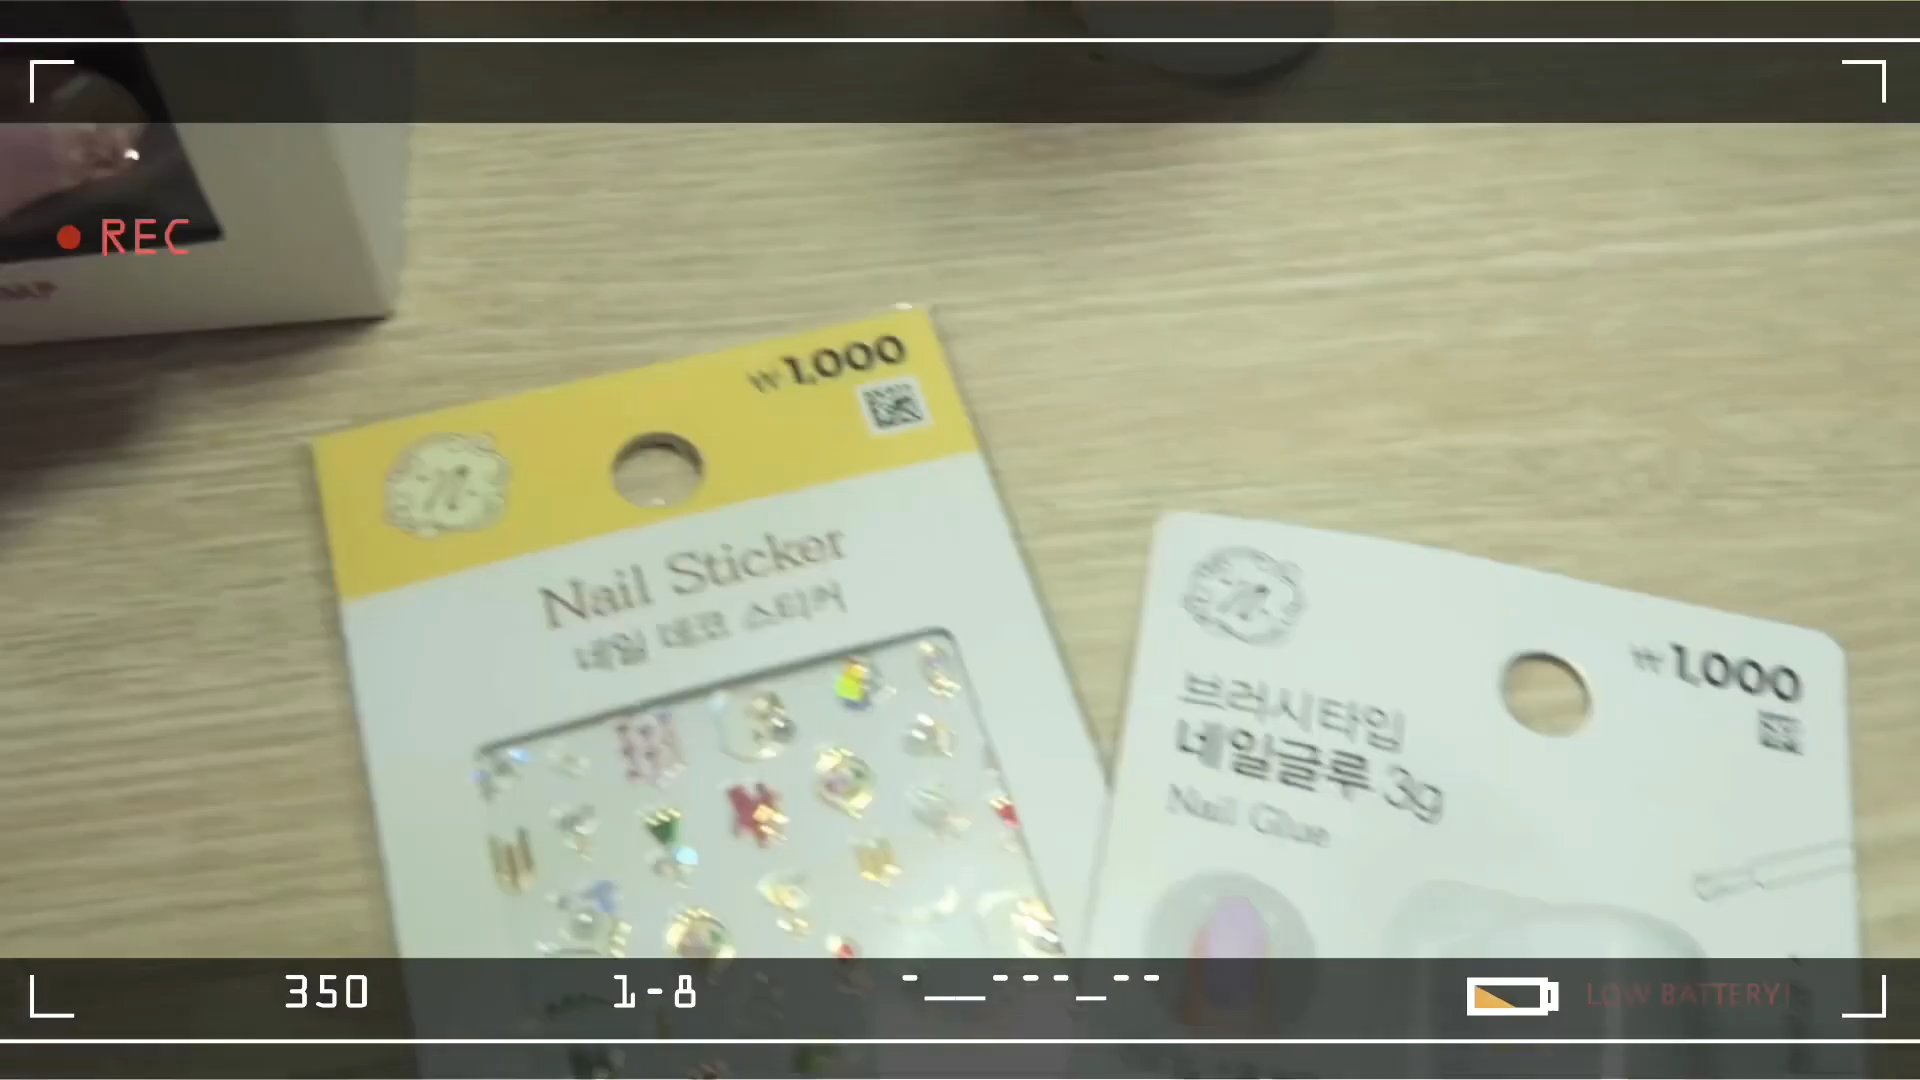 REC
₩1,000
Nail Sticker
네일 데코 스티커
₩1,000
브러시타입
네일글루 3g
Nail Glue
350
1-8
LOW BATTERY!